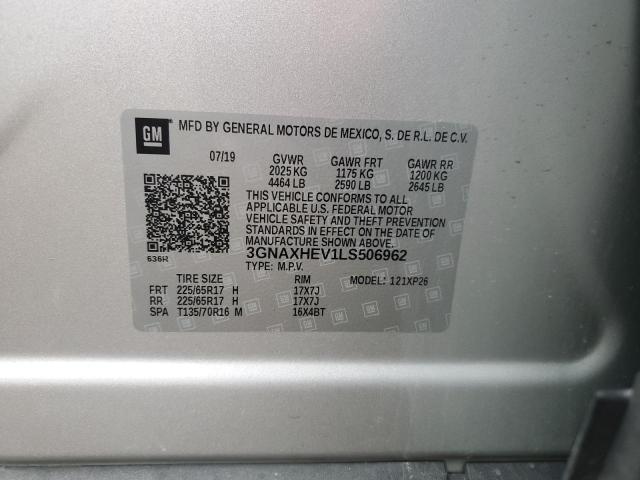 GM MFD BY GENERAL MOTORS DE MEXICO, S. DE R.L. DE C.V.
07/19 GVWR GAWR FRT GAWR RR
2025 KG 1175 KG 1200 KG
4464 LB 2590 LB 2645 LB
THIS VEHICLE CONFORMS TO ALL
APPLICABLE U.S. FEDERAL MOTOR
VEHICLE SAFETY AND THEFT PREVENTION
STANDARDS IN EFFECT ON THE DATE OF
MANUFACTURE SHOWN ABOVE.
636R 3GNAXHEV1LS506962
TYPE: M.P.V.
TIRE SIZE RIM MODEL: 121XP26
FRT 225/65R17 H 17X7J
RR 225/65R17 H 17X7J
SPA T135/70R16 M 16X4BT